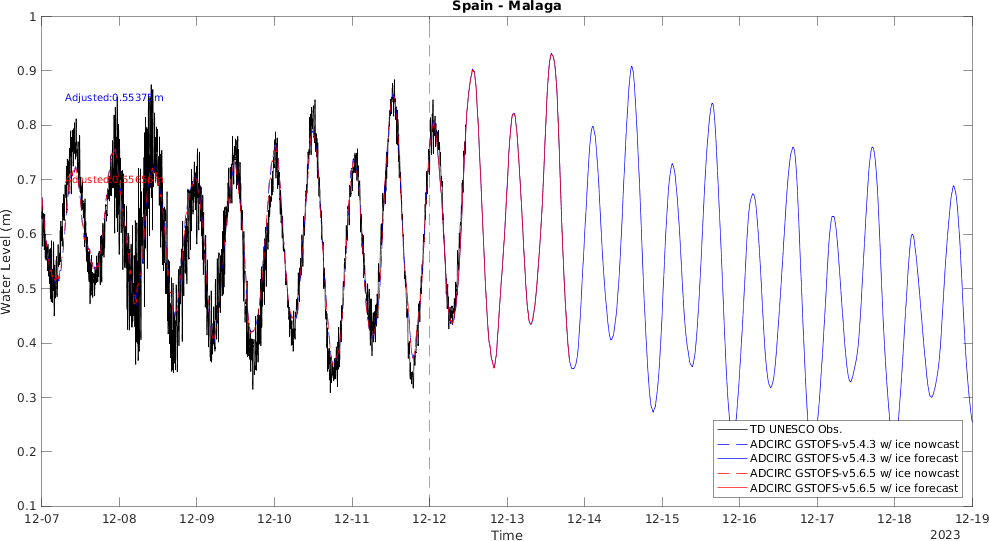 Spain - Malaga
1
0.9
0.8
0.7
0.6
0.5
0.4
0.3
0.2
0.1
Water Level (m)
Adjusted:0.5537 m
TD UNESCO Obs.
ADCIRC GSTOFS-v5.4.3 w/ ice nowcast
ADCIRC GSTOFS-v5.4.3 w/ ice forecast
ADCIRC GSTOFS-v5.6.5 w/ ice nowcast
ADCIRC GSTOFS-v5.6.5 w/ ice forecast
12-07 12-08 12-09 12-10 12-11 12-12 12-13 12-14 12-15 12-16 12-17 12-18 12-19
Time
2023